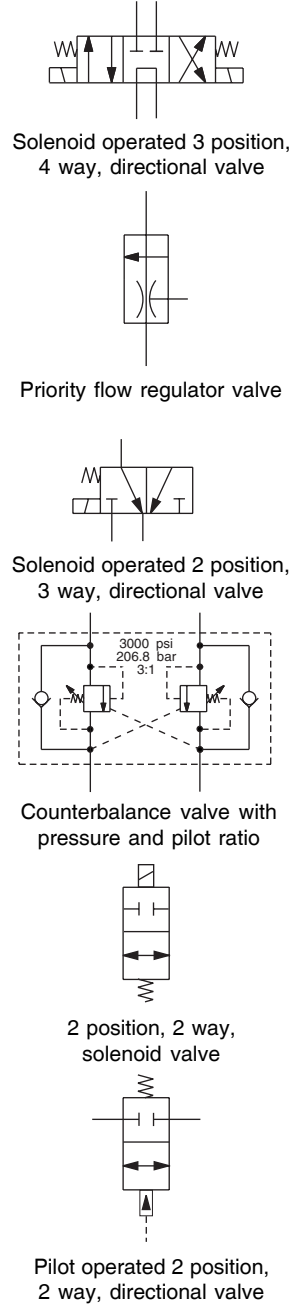 Solenoid operated 3 position,
4 way, directional valve
Priority flow regulator valve
Solenoid operated 2 position,
3 way, directional valve
3000 psi
206.8 bar
3:1
Counterbalance valve with
pressure and pilot ratio
2 position, 2 way,
solenoid valve
Pilot operated 2 position,
2 way, directional valve